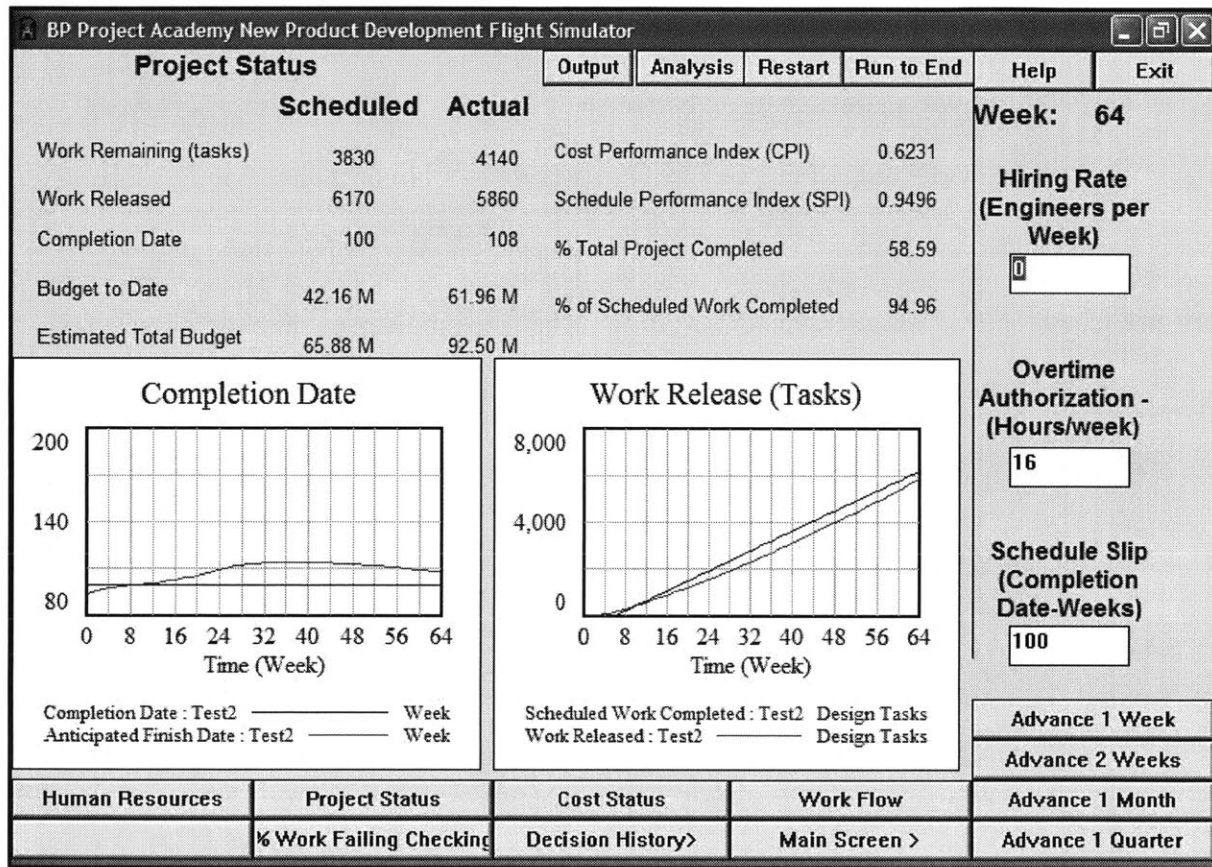 BP Project Academy New Product Development Flight Simulator
Project Status
Output Analysis Restart Run to End Help Exit
Scheduled Actual
Week: 64
Work Remaining (tasks) 3830 4140 Cost Performance Index (CPI) 0.6231
Work Released 6170 5860 Schedule Performance Index (SPI) 0.9496
Completion Date 100 108 % Total Project Completed 58.59
Budget to Date 42.16 M 61.96 M % of Scheduled Work Completed 94.96
Estimated Total Budget 65.88 M 92.50 M
Hiring Rate
(Engineers per
Week)
0
Overtime
Authorization -
(Hours/week)
16
Schedule Slip
(Completion
Date-Weeks)
100
Completion Date
200
140
80
0 8 16 24 32 40 48 56 64
Time (Week)
Completion Date : Test2 Week
Anticipated Finish Date : Test2 Week
Work Release (Tasks)
8,000
4,000
0
0 8 16 24 32 40 48 56 64
Time (Week)
Scheduled Work Completed : Test2 Design Tasks
Work Released : Test2 Design Tasks
Advance 1 Week
Advance 2 Weeks
Human Resources Project Status Cost Status Work Flow Advance 1 Month
% Work Failing Checking Decision History> Main Screen > Advance 1 Quarter